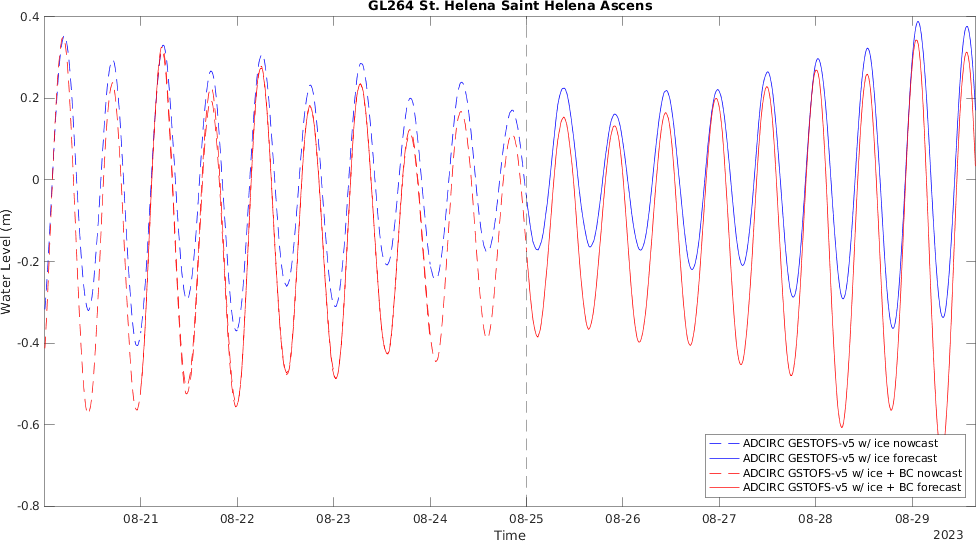 GL264 St. Helena Saint Helena Ascens
0.4
0.2
0
-0.2
-0.4
-0.6
-0.8
Water Level (m)
ADCIRC GESTOFS-v5 w/ ice nowcast
ADCIRC GESTOFS-v5 w/ ice forecast
ADCIRC GSTOFS-v5 w/ ice + BC nowcast
ADCIRC GSTOFS-v5 w/ ice + BC forecast
08-21 08-22 08-23 08-24 08-25 08-26 08-27 08-28 08-29
Time
2023